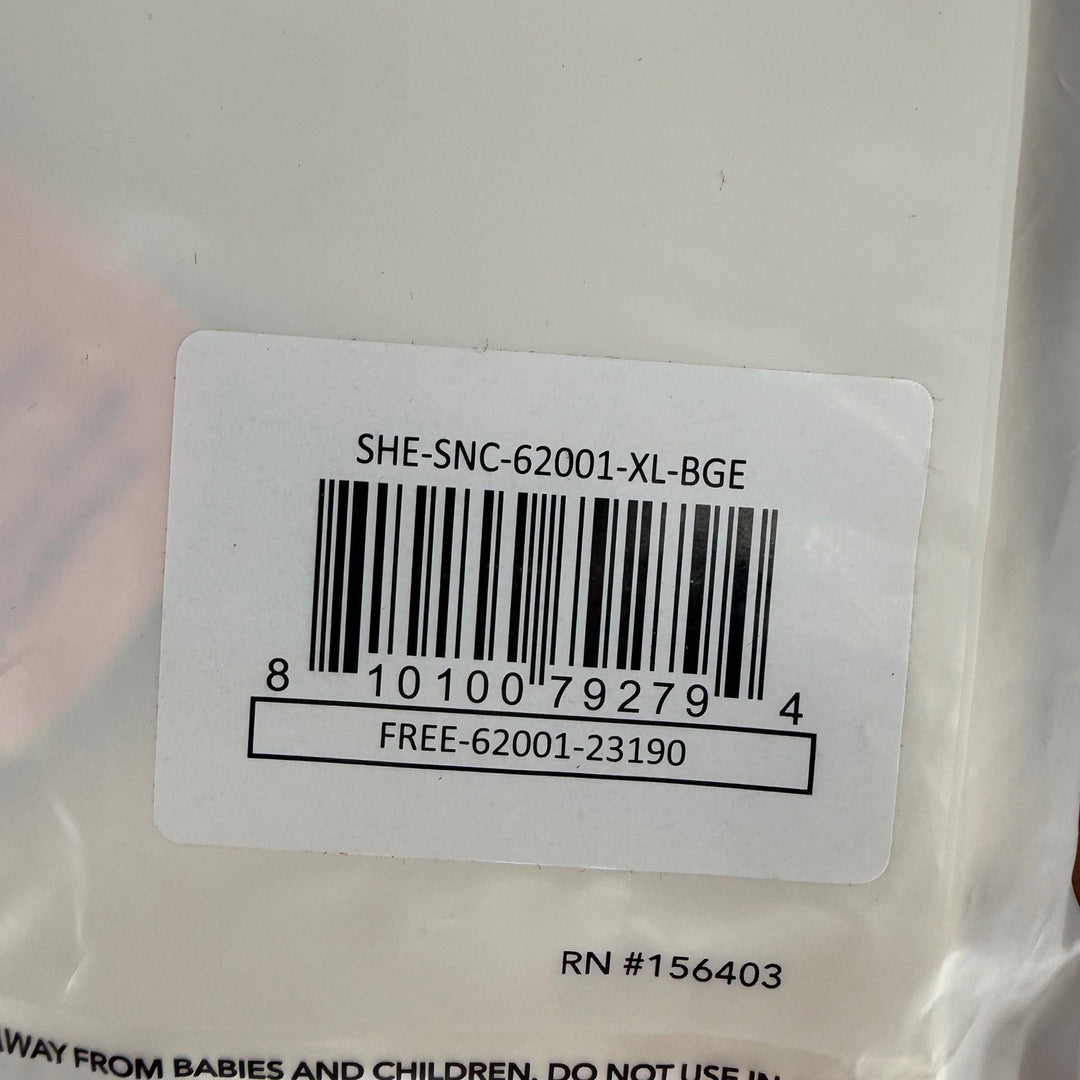 SHE-SNC-62001-XL-BGE
8 10100 79279 4
FREE-62001-23190
RN #156403
AWAY FROM BABIES AND CHILDREN. DO NOT USE IN